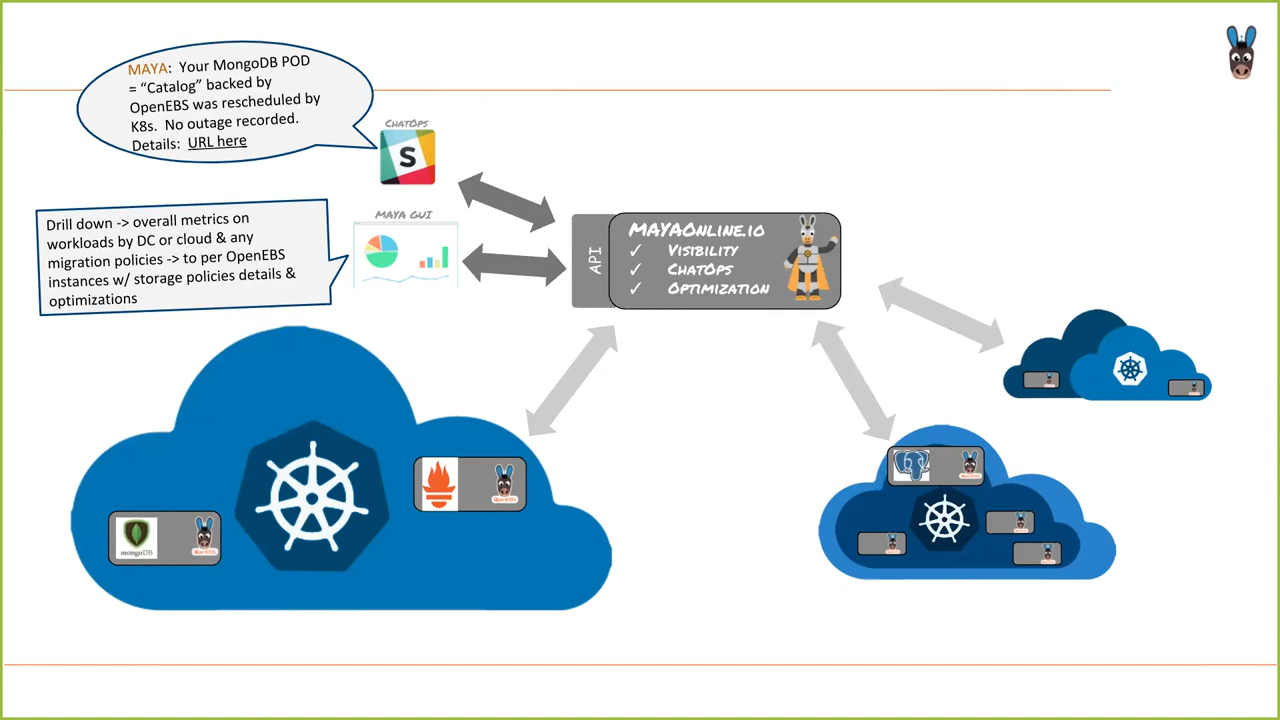 MAYA: Your MongoDB POD
= “Catalog” backed by
OpenEBS was rescheduled by
K8s. No outage recorded.
Details: URL here
CHATOPS
S
Drill down -> overall metrics on
workloads by DC or cloud & any
migration policies -> to per OpenEBS
instances w/ storage policies details &
optimizations
MAYA GUI
API
MAYAOnline.io
✓ Visibility
✓ ChatOps
✓ Optimization
mongoDB